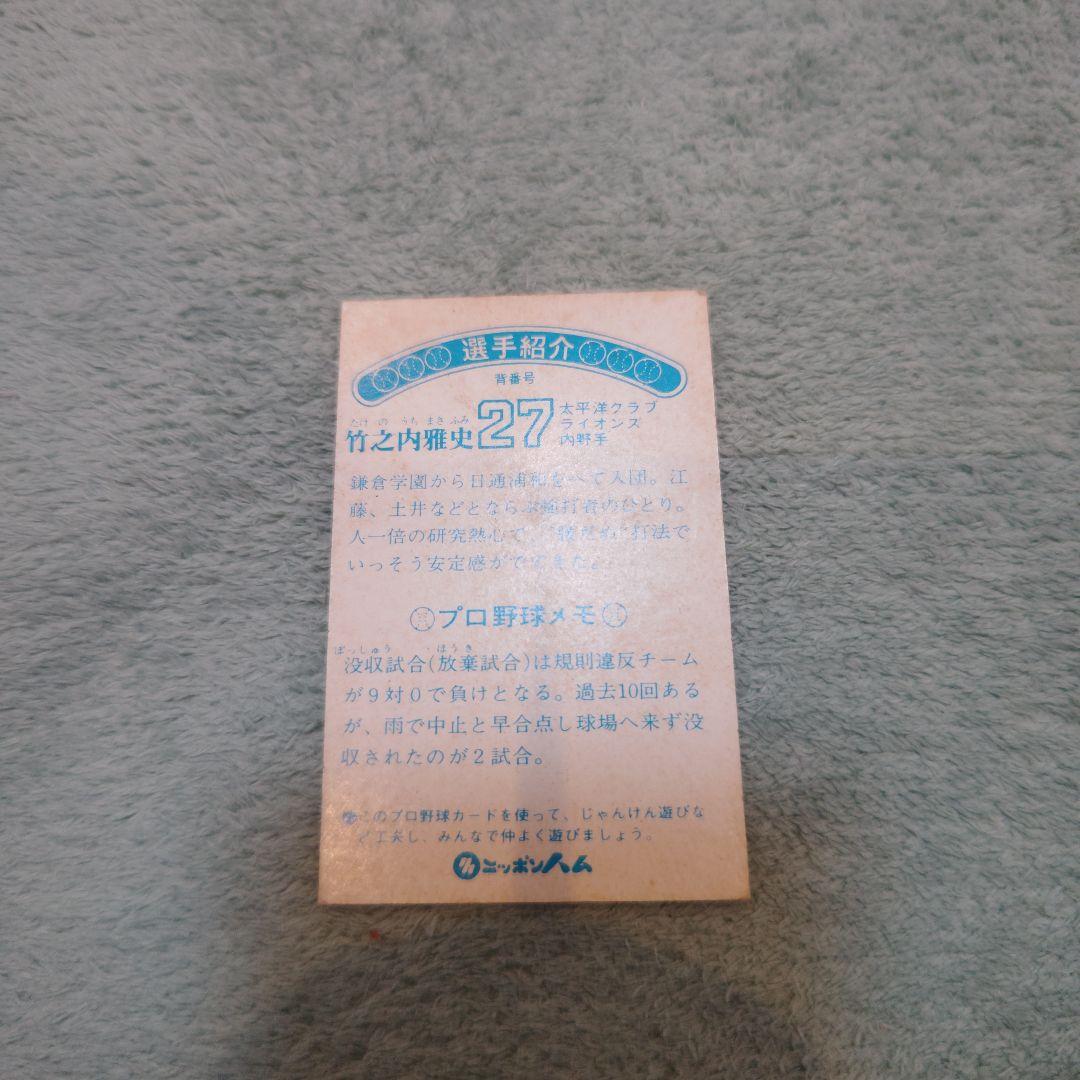 選手紹介
背番号
たけ の うち まさ ふみ
竹之内雅史
27
太平洋クラブ
ライオンズ
内野手
鎌倉学園から日通浦和をへて入団。江
藤、土井などとならぶ強打者のひとり。
人一倍の研究熱心で、 打法で
いっそう安定感がでてきた。
プロ野球メモ
ぼっしゅう ほうき
没収試合(放棄試合)は規則違反チーム
が9対0で負けとなる。過去10回ある
が、雨で中止と早合点し球場へ来ず没
収されたのが2試合。
このプロ野球カードを使って、じゃんけん遊びな
ど工夫し、みんなで仲よく遊びましょう。
ニッポンハム